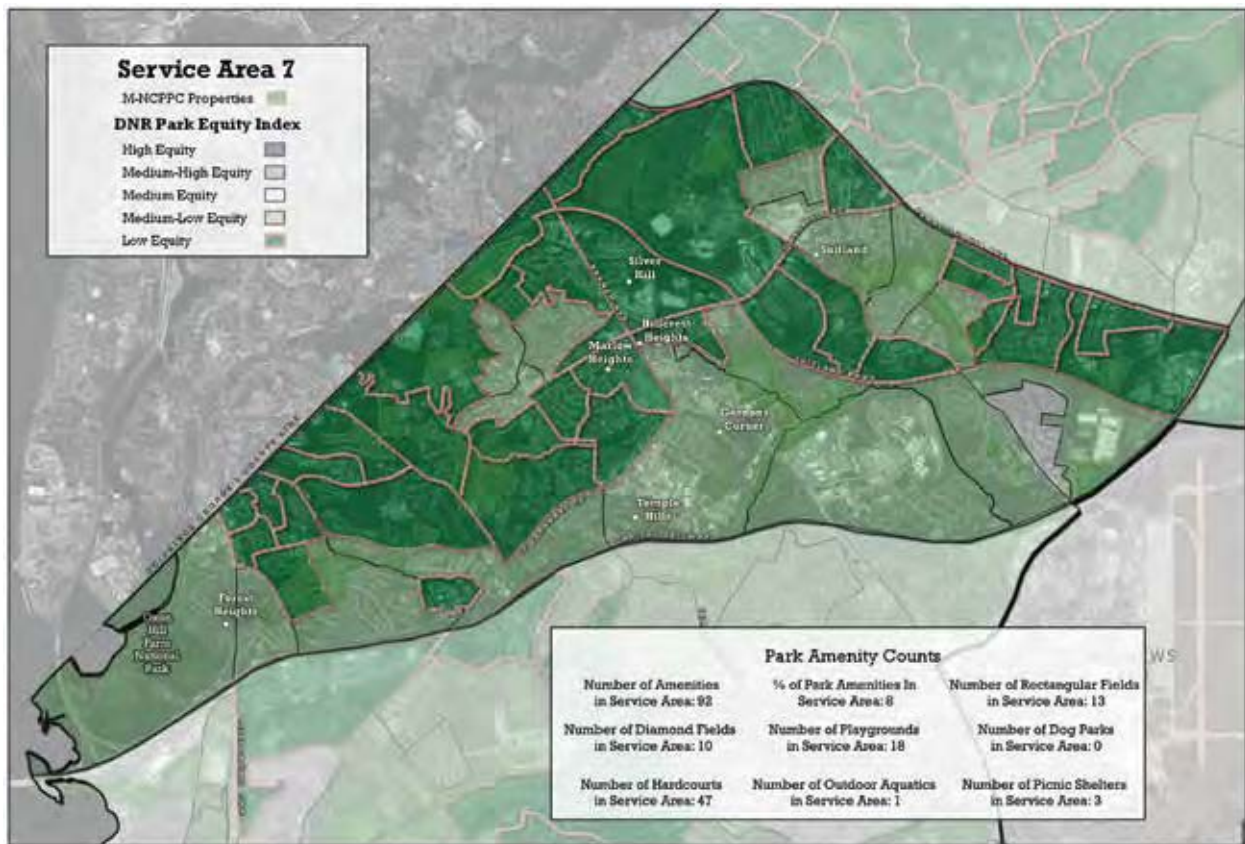 Service Area 7
M-NCPPC Properties
DNR Park Equity Index
High Equity
Medium-High Equity
Medium Equity
Medium-Low Equity
Low Equity
Suitland
Silver
Hill
Hillcrest
Heights
Marlow
Heights
Gordons
Corner
Temple
Hills
Forest
Heights
Oxon
Hill
Farm
National
Park
WS
Park Amenity Counts
Number of Amenities
in Service Area: 92
% of Park Amenities In
Service Area: 8
Number of Rectangular Fields
in Service Area: 13
Number of Diamond Fields
in Service Area: 10
Number of Playgrounds
in Service Area: 18
Number of Dog Parks
in Service Area: 0
Number of Hardcourts
in Service Area: 47
Number of Outdoor Aquatics
in Service Area: 1
Number of Picnic Shelters
in Service Area: 3